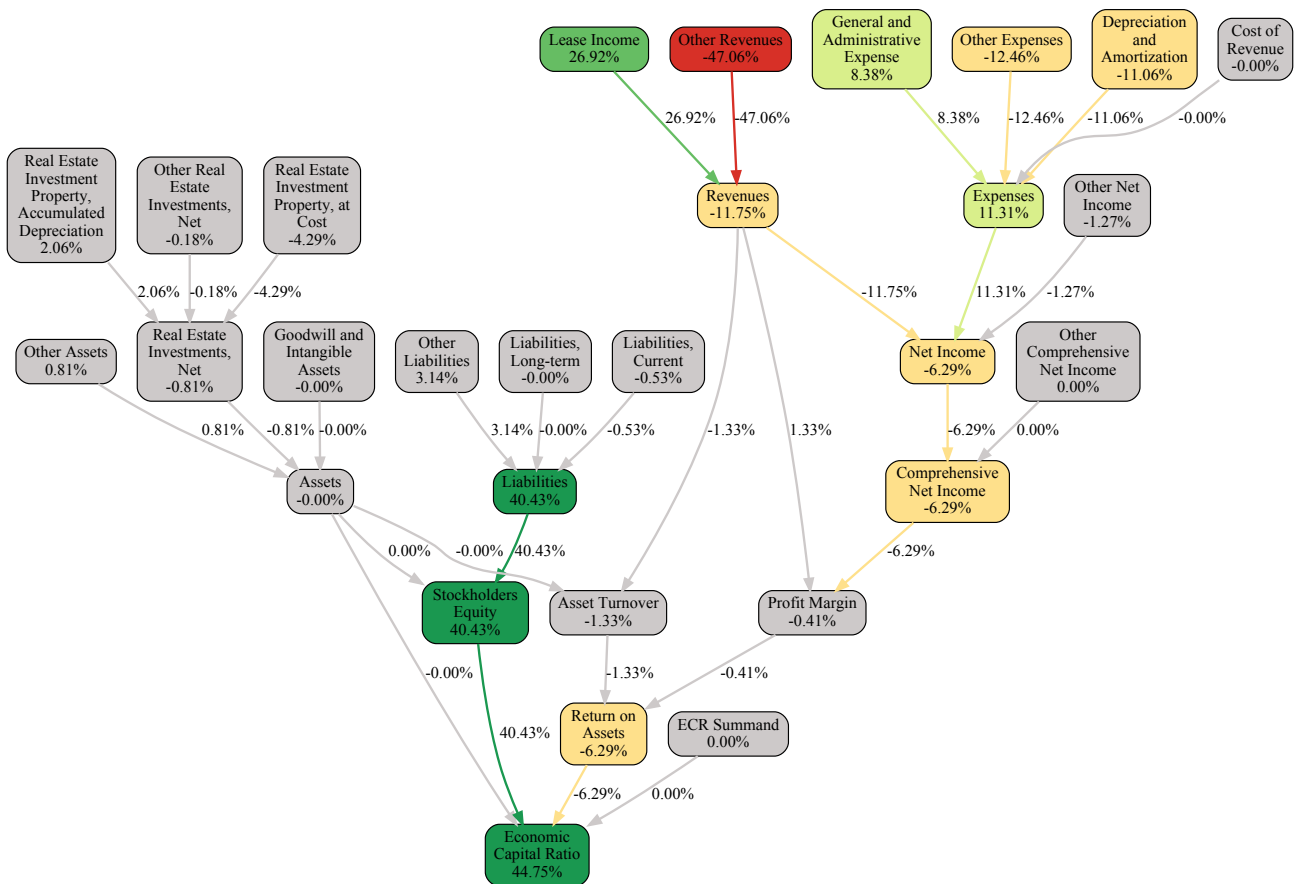 Lease Income
26.92%
Other Revenues
-47.06%
General and
Administrative
Expense
8.38%
Other Expenses
-12.46%
Depreciation
and
Amortization
-11.06%
Cost of
Revenue
-0.00%
26.92%
-47.06%
8.38%
-12.46%
-11.06%
-0.00%
Real Estate
Investment
Property,
Accumulated
Depreciation
2.06%
Other Real
Estate
Investments,
Net
-0.18%
Real Estate
Investment
Property, at
Cost
-4.29%
Revenues
-11.75%
Expenses
11.31%
Other Net
Income
-1.27%
2.06%
-0.18%
-4.29%
-11.75%
11.31%
-1.27%
Other Assets
0.81%
Real Estate
Investments,
Net
-0.81%
Goodwill and
Intangible
Assets
-0.00%
Other
Liabilities
3.14%
Liabilities,
Long-term
-0.00%
Liabilities,
Current
-0.53%
Net Income
-6.29%
Other
Comprehensive
Net Income
0.00%
0.81%
-0.81%
-0.00%
3.14%
-0.00%
-0.53%
-1.33%
1.33%
-6.29%
0.00%
Assets
-0.00%
Liabilities
40.43%
Comprehensive
Net Income
-6.29%
0.00%
-0.00%
40.43%
-6.29%
Stockholders
Equity
40.43%
Asset Turnover
-1.33%
Profit Margin
-0.41%
-0.00%
-1.33%
-0.41%
Return on
Assets
-6.29%
ECR Summand
0.00%
40.43%
-6.29%
0.00%
Economic
Capital Ratio
44.75%